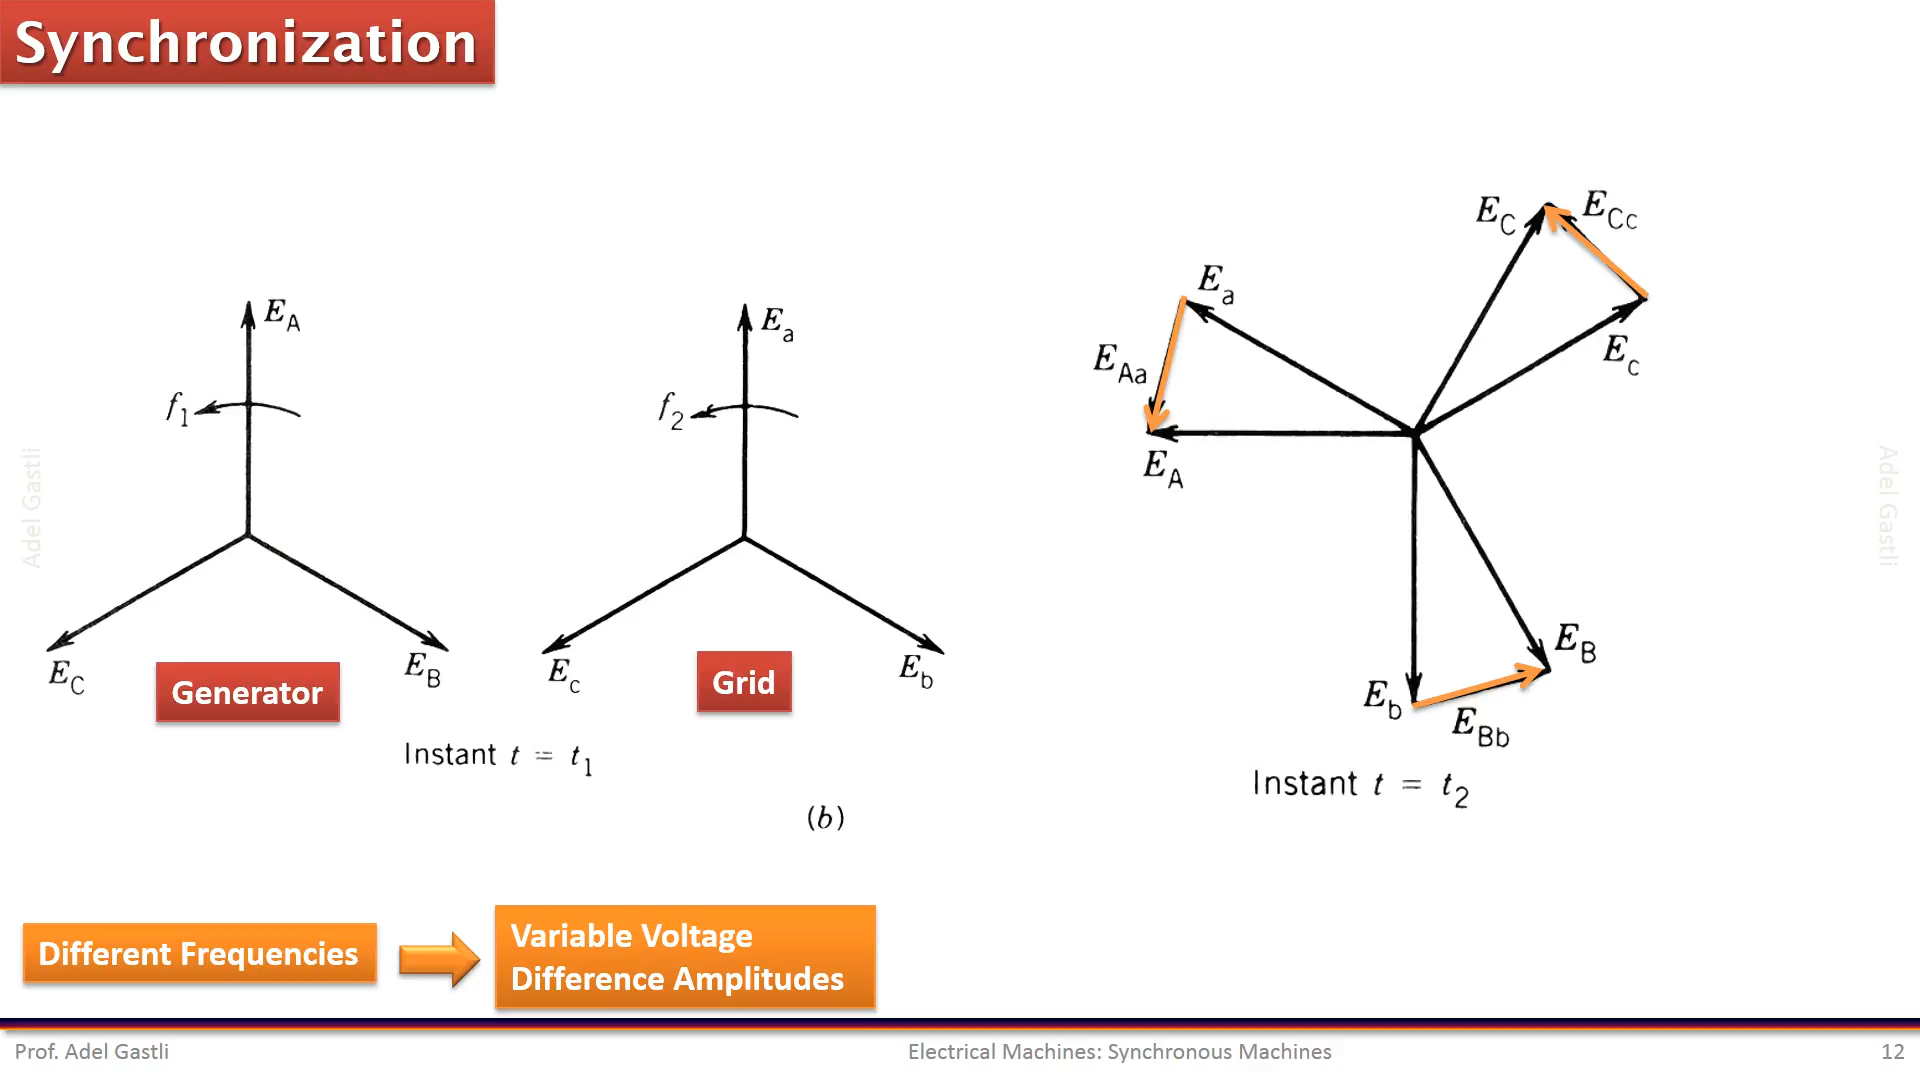 Synchronization
E_A
f_1
E_C
E_B
Generator
E_a
f_2
E_c
E_b
Grid
Instant t = t_1
(b)
E_C
E_Cc
E_a
E_Aa
E_c
E_A
E_B
E_b
E_Bb
Instant t = t_2
Adel Gastli
Adel Gastli
Different Frequencies
Variable Voltage
Difference Amplitudes
Prof. Adel Gastli
Electrical Machines: Synchronous Machines
12